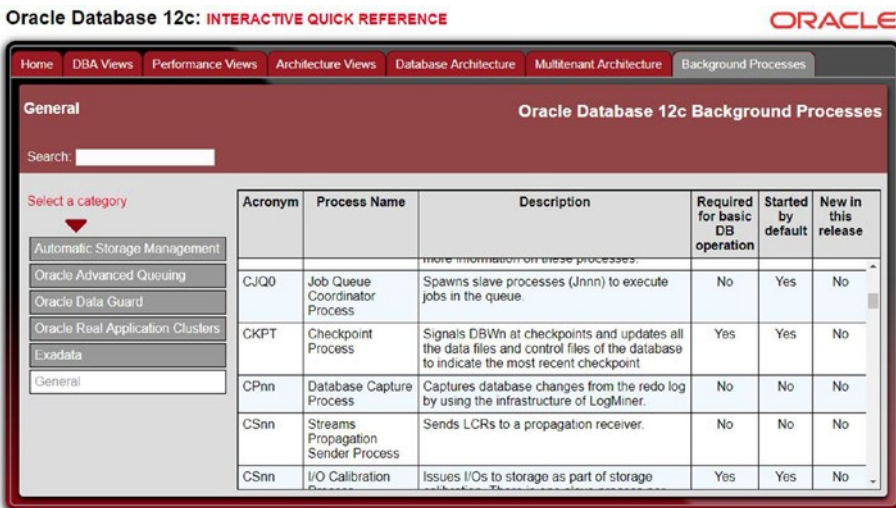 Oracle Database 12c: INTERACTIVE QUICK REFERENCE
ORACLE
Home
DBA Views
Performance Views
Architecture Views
Database Architecture
Multitenant Architecture
Background Processes
General
Oracle Database 12c Background Processes
Search:
Select a category
Automatic Storage Management
Oracle Advanced Queuing
Oracle Data Guard
Oracle Real Application Clusters
Exadata
General
Acronym
Process Name
Description
Required
for basic
DB
operation
Started
by
default
New in
this
release
more information on these processes.
CJQ0
Job Queue
Coordinator
Process
Spawns slave processes (Jnnn) to execute
jobs in the queue.
No
Yes
No
CKPT
Checkpoint
Process
Signals DBWn at checkpoints and updates all
the data files and control files of the database
to indicate the most recent checkpoint
Yes
Yes
No
CPnn
Database Capture
Process
Captures database changes from the redo log
by using the infrastructure of LogMiner.
No
No
No
CSnn
Streams
Propagation
Sender Process
Sends LCRs to a propagation receiver.
No
No
No
CSnn
I/O Calibration
Issues I/Os to storage as part of storage
Yes
Yes
No